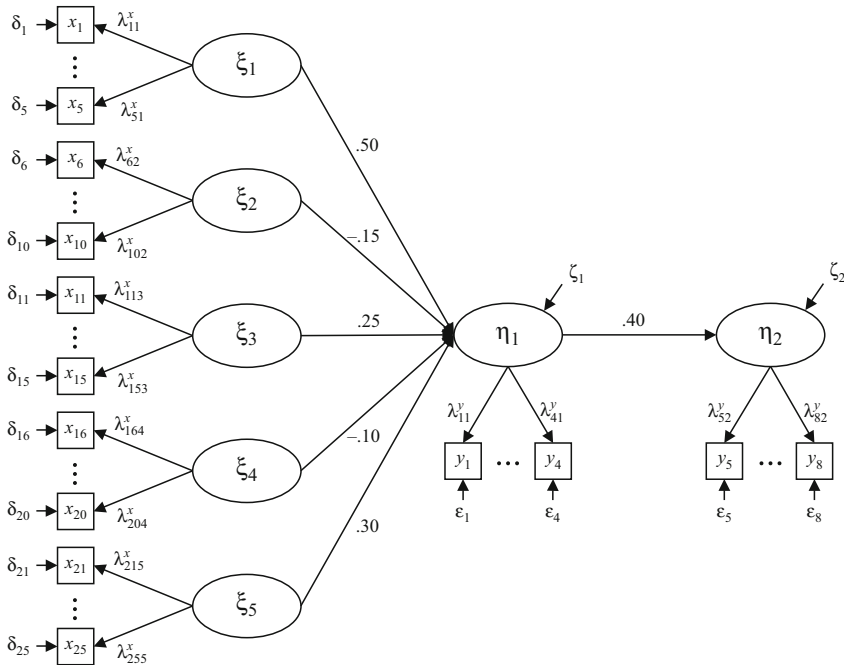 δ₁ x₁ λˣ₁₁
ξ₁
δ₅ x₅ λˣ₅₁
.50
δ₆ x₆ λˣ₆₂
ξ₂
δ₁₀ x₁₀ λˣ₁₀₂
–.15
δ₁₁ x₁₁ λˣ₁₁₃
ξ₃ .25 η₁ .40 η₂
ζ₁ ζ₂
δ₁₅ x₁₅ λˣ₁₅₃
δ₁₆ x₁₆ λˣ₁₆₄
–.10
λʸ₁₁ λʸ₄₁ λʸ₅₂ λʸ₈₂
ξ₄
y₁ ... y₄ y₅ ... y₈
δ₂₀ x₂₀ λˣ₂₀₄
ε₁ ε₄ ε₅ ε₈
.30
δ₂₁ x₂₁ λˣ₂₁₅
ξ₅
δ₂₅ x₂₅ λˣ₂₅₅